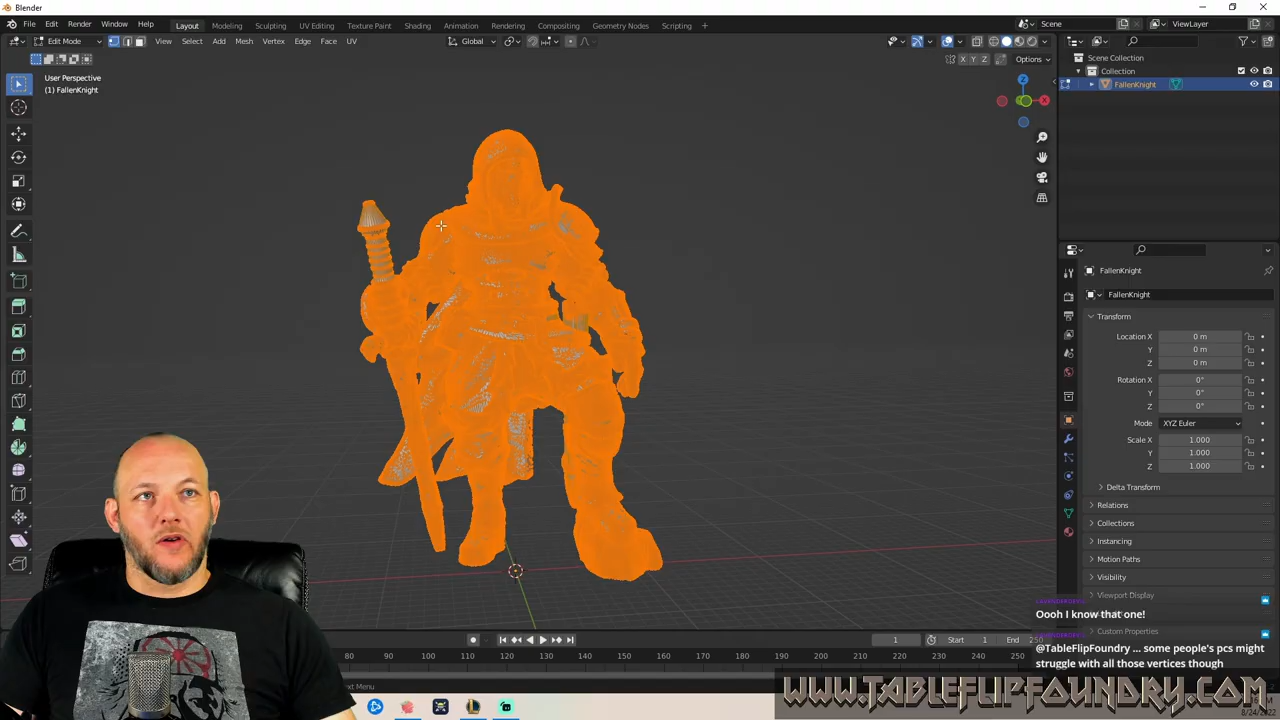 Blender
File Edit Render Window Help Layout Modeling Sculpting UV Editing Texture Paint Shading Animation Rendering Compositing Geometry Nodes Scripting + Scene ViewLayer
Edit Mode View Select Add Mesh Vertex Edge Face UV Global
X Y Z Options
User Perspective
(1) FallenKnight
Z
X
Scene Collection
Collection
FallenKnight
FallenKnight
FallenKnight
Transform
Location X 0 m
Y 0 m
Z 0 m
Rotation X 0°
Y 0°
Z 0°
Mode XYZ Euler
Scale X 1.000
Y 1.000
Z 1.000
Delta Transform
Relations
Collections
Instancing
Motion Paths
Visibility
Viewport Display
Custom Properties
Oooh I know that one!
@TableFlipFoundry ... some people's pcs might
struggle with all those vertices though
1 Start 1 End 250
80 90 100 110 120 130 140 150 160 170 180 190 200 210 220 230 240 250
xt Menu
www.TableFlipFoundry.com
8/24/2022